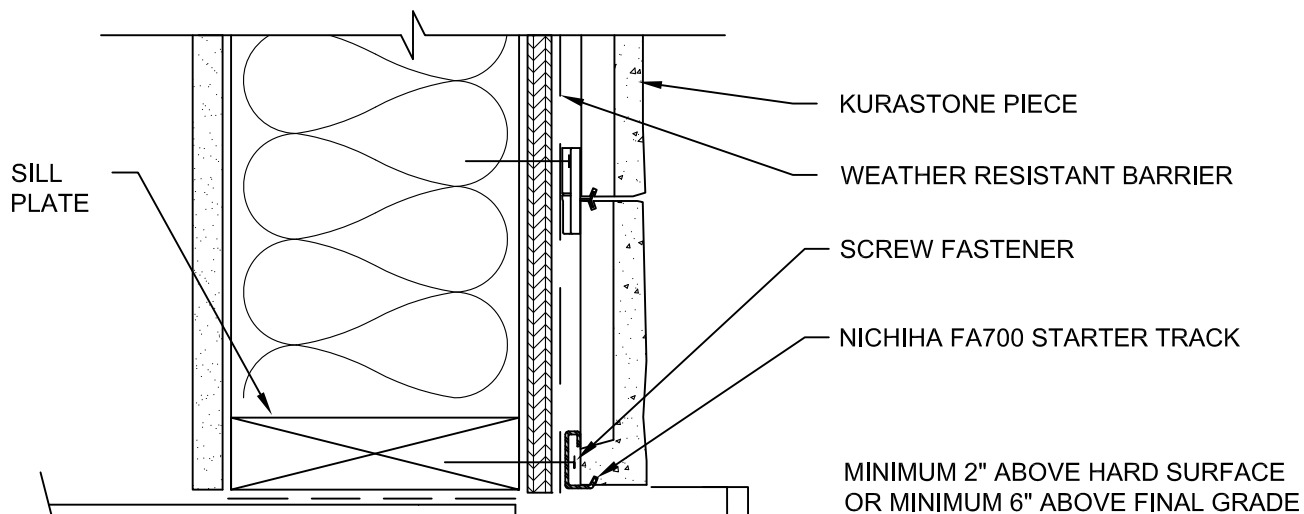 KURASTONE PIECE
WEATHER RESISTANT BARRIER
SILL
PLATE
SCREW FASTENER
NICHIHA FA700 STARTER TRACK
MINIMUM 2" ABOVE HARD SURFACE
OR MINIMUM 6" ABOVE FINAL GRADE